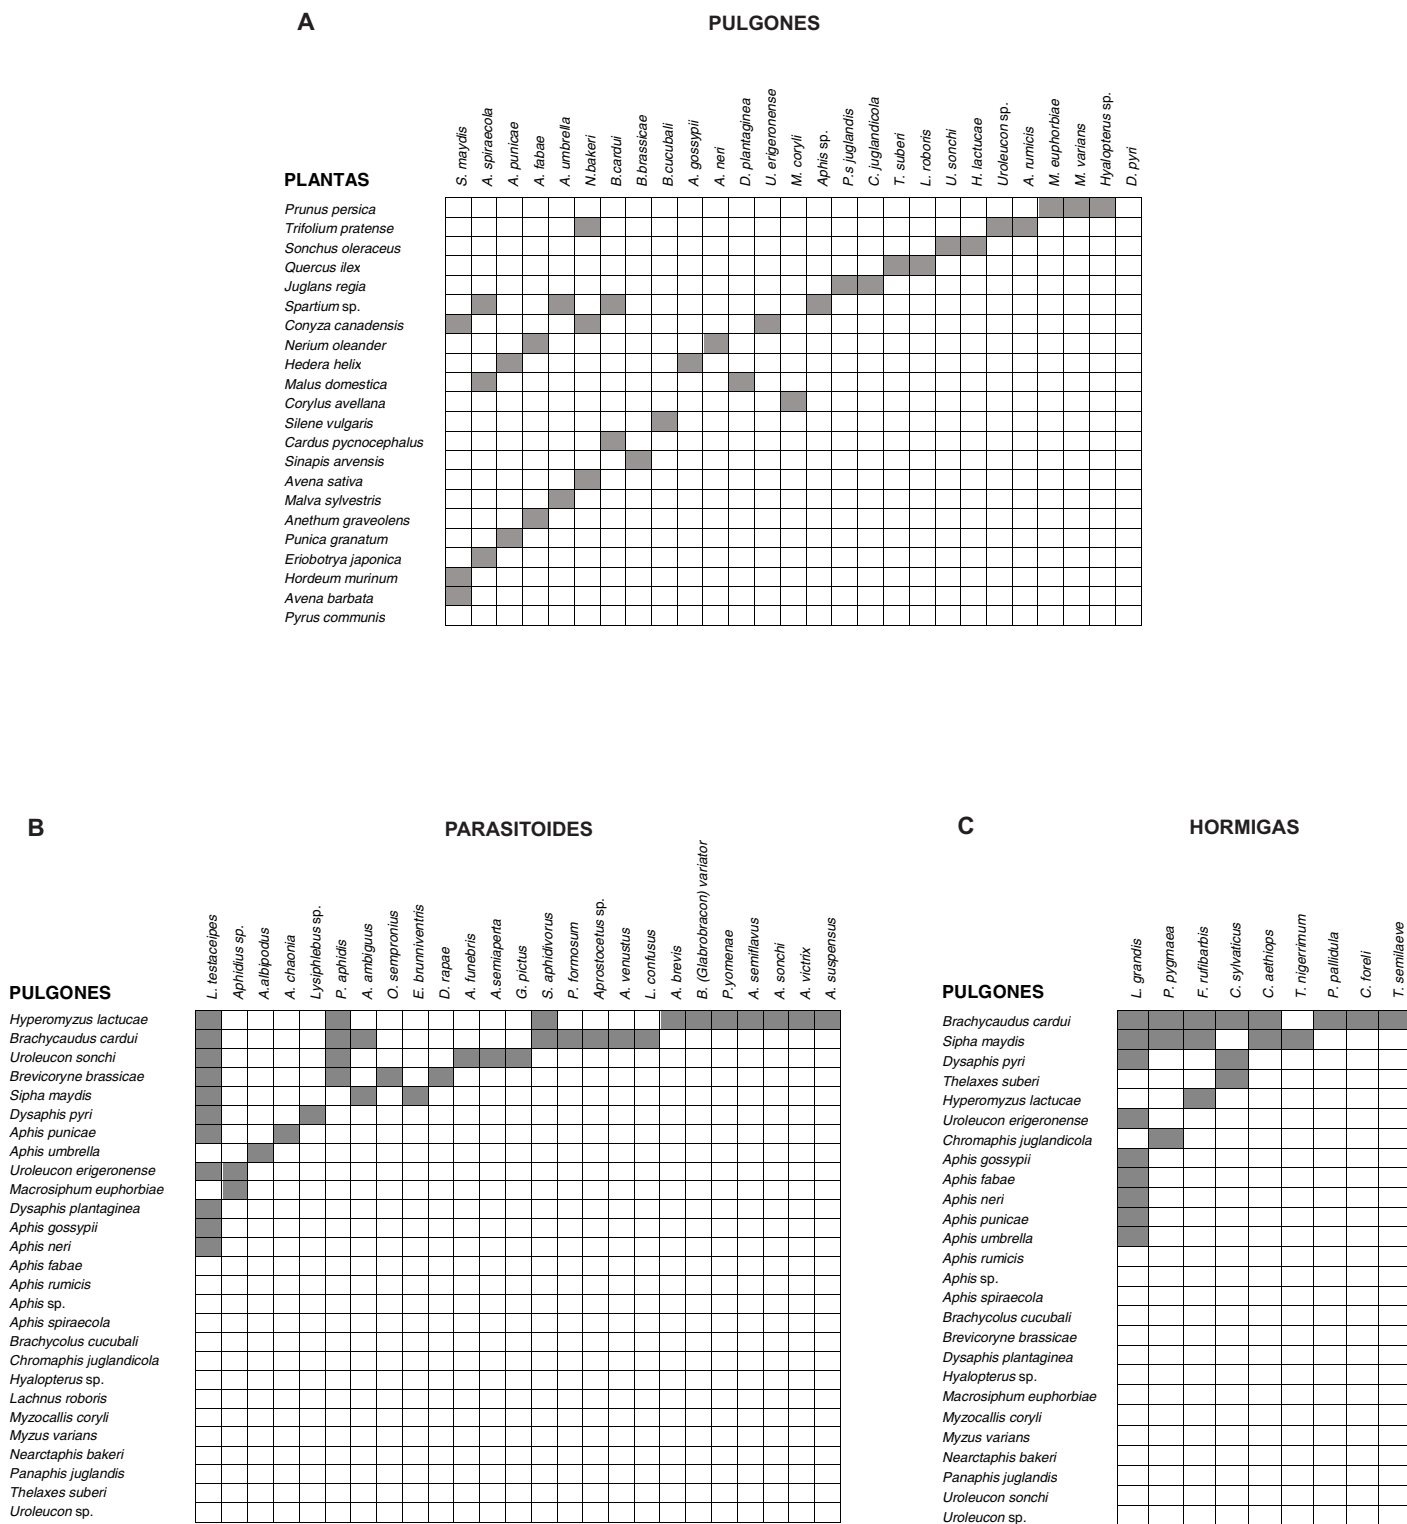 A
PULGONES
S. maydis
A. spiraecola
A. punicae
A. fabae
A. umbrella
N.bakeri
B.cardui
B.brassicae
B.cucubali
A. gossypii
A. neri
D. plantaginea
U. erigeronense
M. coryli
Aphis sp.
P.s juglandis
C. juglandicola
T. suberi
L. roboris
U. sonchi
H. lactucae
Uroleucon sp.
A. rumicis
M. euphorbiae
M. varians
Hyalopterus sp.
D. pyri
PLANTAS
Prunus persica
Trifolium pratense
Sonchus oleraceus
Quercus ilex
Juglans regia
Spartium sp.
Conyza canadensis
Nerium oleander
Hedera helix
Malus domestica
Corylus avellana
Silene vulgaris
Cardus pycnocephalus
Sinapis arvensis
Avena sativa
Malva sylvestris
Anethum graveolens
Punica granatum
Eriobotrya japonica
Hordeum murinum
Avena barbata
Pyrus communis
B
PARASITOIDES
L. testaceipes
Aphidius sp.
A.albipodus
A. chaonia
Lysiphlebus sp.
P. aphidis
A. ambiguus
O. sempronius
E. brunniventris
D. rapae
A. funebris
A.semiaperta
G. pictus
S. aphidivorus
P. formosum
Aprostocetus sp.
A. venustus
L. confusus
A. brevis
B. (Glabrobracon) variator
P.yomenae
A. semiflavus
A. sonchi
A. victrix
A. suspensus
PULGONES
Hyperomyzus lactucae
Brachycaudus cardui
Uroleucon sonchi
Brevicoryne brassicae
Sipha maydis
Dysaphis pyri
Aphis punicae
Aphis umbrella
Uroleucon erigeronense
Macrosiphum euphorbiae
Dysaphis plantaginea
Aphis gossypii
Aphis neri
Aphis fabae
Aphis rumicis
Aphis sp.
Aphis spiraecola
Brachycolus cucubali
Chromaphis juglandicola
Hyalopterus sp.
Lachnus roboris
Myzocallis coryli
Myzus varians
Nearctaphis bakeri
Panaphis juglandis
Thelaxes suberi
Uroleucon sp.
C
HORMIGAS
L. grandis
P. pygmaea
F. rufibarbis
C. sylvaticus
C. aethiops
T. nigerrimum
P. pallidula
C. foreli
T. semilaeve
PULGONES
Brachycaudus cardui
Sipha maydis
Dysaphis pyri
Thelaxes suberi
Hyperomyzus lactucae
Uroleucon erigeronense
Chromaphis juglandicola
Aphis gossypii
Aphis fabae
Aphis neri
Aphis punicae
Aphis umbrella
Aphis rumicis
Aphis sp.
Aphis spiraecola
Brachycolus cucubali
Brevicoryne brassicae
Dysaphis plantaginea
Hyalopterus sp.
Macrosiphum euphorbiae
Myzocallis coryli
Myzus varians
Nearctaphis bakeri
Panaphis juglandis
Uroleucon sonchi
Uroleucon sp.